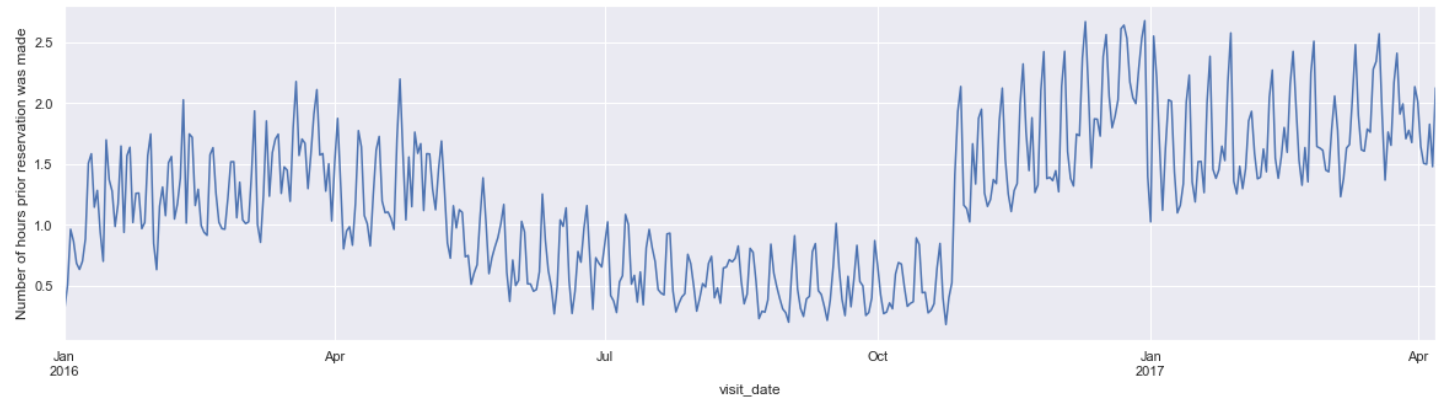 Number of hours prior reservation was made
2.5
2.0
1.5
1.0
0.5
Jan
2016
Apr
Jul
Oct
Jan
2017
Apr
visit_date